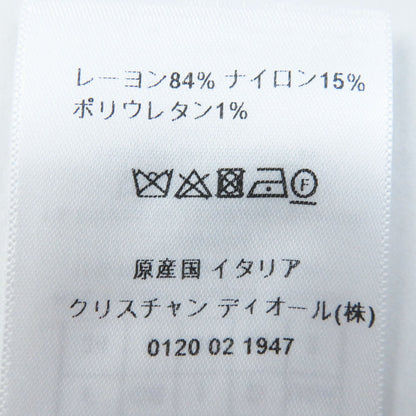 レーヨン84% ナイロン15%
ポリウレタン1%
F
原産国 イタリア
クリスチャン ディオール(株)
0120 02 1947